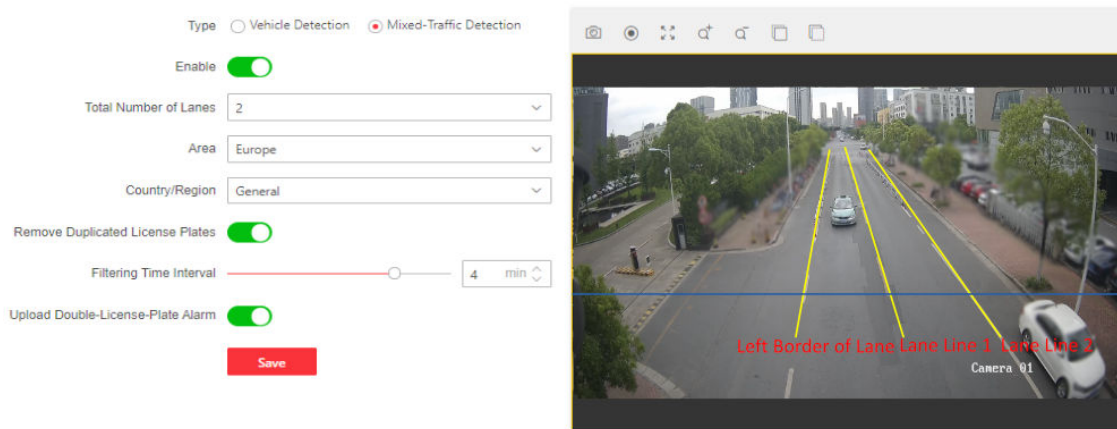 Type Vehicle Detection Mixed-Traffic Detection
Enable
Total Number of Lanes 2
Area Europe
Country/Region General
Remove Duplicated License Plates
Filtering Time Interval 4 min
Upload Double-License-Plate Alarm
Save
Left Border of Lane Lane Line 1 Lane Line 2
Camera 01